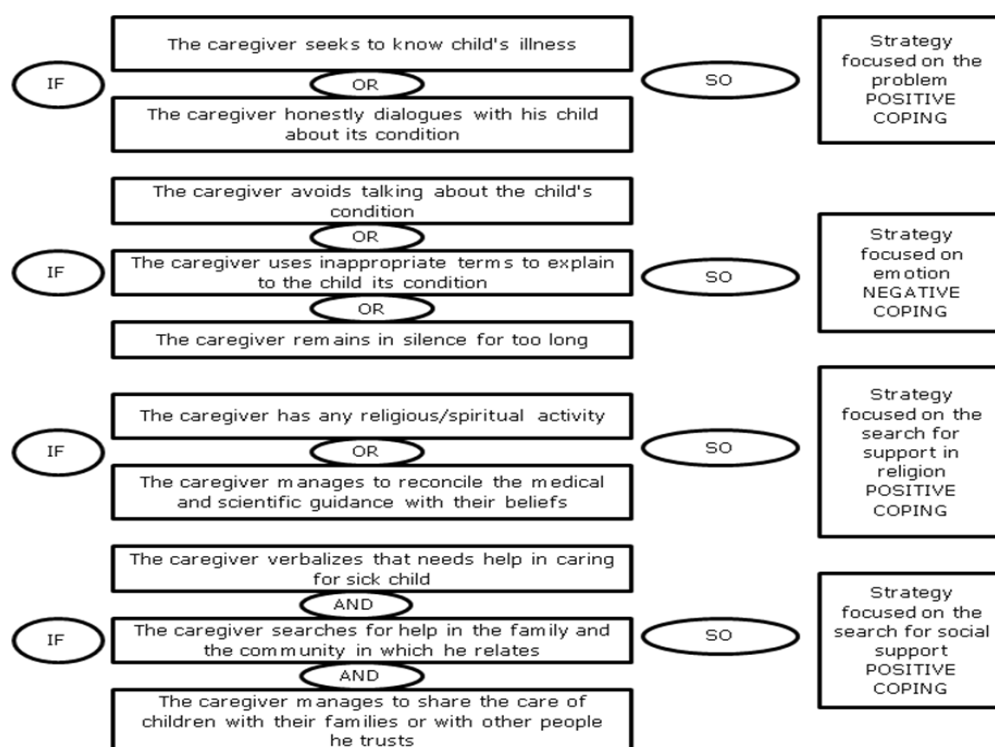 The caregiver seeks to know child's illness
IF
OR
SO
The caregiver honestly dialogues with his child
about its condition
Strategy
focused on the
problem
POSITIVE
COPING
The caregiver avoids talking about the child's
condition
OR
IF
The caregiver uses inappropriate terms to explain
to the child its condition
SO
OR
The caregiver remains in silence for too long
Strategy
focused on
emotion
NEGATIVE
COPING
The caregiver has any religious/spiritual activity
IF
OR
SO
The caregiver manages to reconcile the medical
and scientific guidance with their beliefs
Strategy
focused on the
search for
support in
religion
POSITIVE
COPING
The caregiver verbalizes that needs help in caring
for sick child
AND
IF
The caregiver searches for help in the family and
the community in which he relates
SO
AND
The caregiver manages to share the care of
children with their families or with other people
he trusts
Strategy
focused on the
search for social
support
POSITIVE
COPING